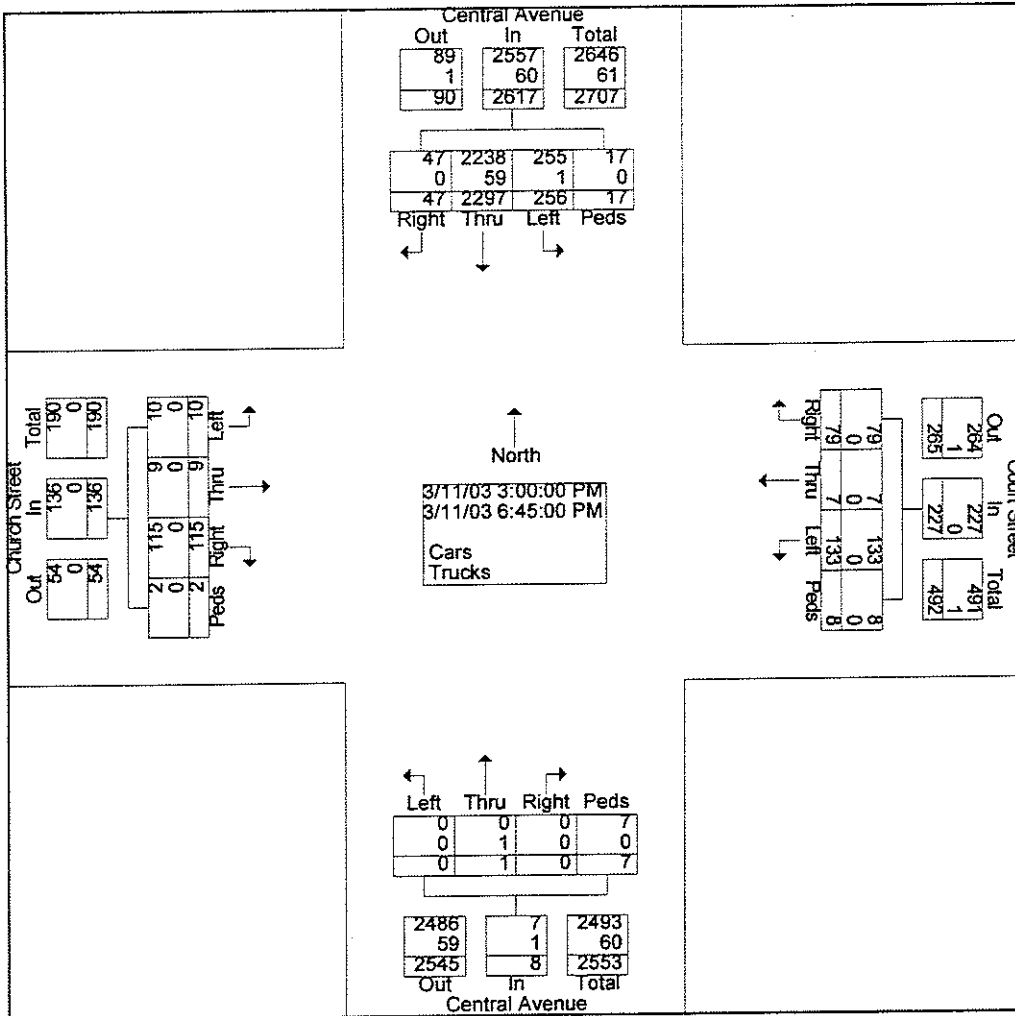 Central Avenue
Out In Total
89 2557 2646
1 60 61
90 2617 2707
47 2238 255 17
0 59 1 0
47 2297 256 17
Right Thru Left Peds
Church Street
Total In Out
190 136 54
0 0 0
190 136 54
10 9 115 2
0 0 0 0
10 9 115 2
Left Thru Right Peds
North
3/11/03 3:00:00 PM
3/11/03 6:45:00 PM
Cars
Trucks
Right Thru Left Peds
79 7 133 8
0 0 0 0
79 7 133 8
Out In Total
264 227 491
1 0 1
265 227 492
Court Street
Left Thru Right Peds
0 0 0 7
0 1 0 0
0 1 0 7
2486 7 2493
59 1 60
2545 8 2553
Out In Total
Central Avenue